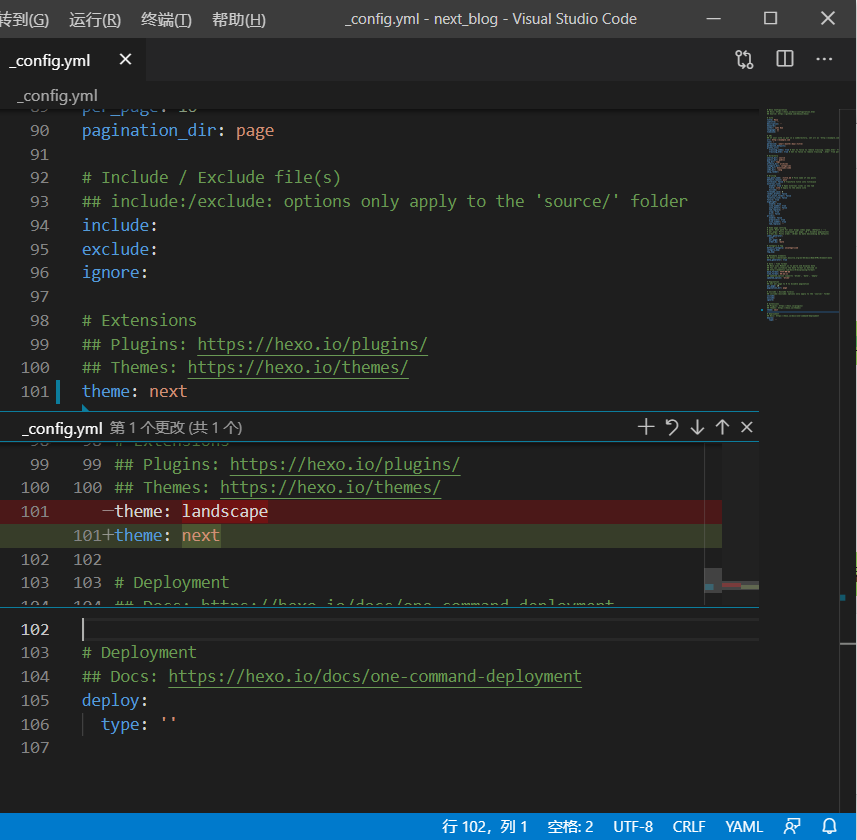 转到(G) 运行(R) 终端(T) 帮助(H) _config.yml - next_blog - Visual Studio Code
_config.yml
_config.yml
89 per_page: 10
90 pagination_dir: page
91
92 # Include / Exclude file(s)
93 ## include:/exclude: options only apply to the 'source/' folder
94 include:
95 exclude:
96 ignore:
97
98 # Extensions
99 ## Plugins: https://hexo.io/plugins/
100 ## Themes: https://hexo.io/themes/
101 theme: next
_config.yml 第 1 个更改 (共 1 个)
98 98 # Extensions
99 99 ## Plugins: https://hexo.io/plugins/
100 100 ## Themes: https://hexo.io/themes/
101 —theme: landscape
101+theme: next
102 102
103 103 # Deployment
104 104 ## Docs: https://hexo.io/docs/one-command-deployment
102
103 # Deployment
104 ## Docs: https://hexo.io/docs/one-command-deployment
105 deploy:
106 type: ''
107
行 102，列 1 空格: 2 UTF-8 CRLF YAML